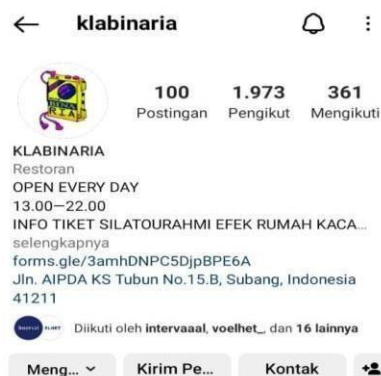 klabinaria
100 1.973 361
Postingan Pengikut Mengikuti
KLABINARIA
Restoran
OPEN EVERY DAY
13.00–22.00
INFO TIKET SILATOURAHMI EFEK RUMAH KACA...
selengkapnya
forms.gle/3amhDNPC5DjpBPE6A
Jln. AIPDA KS Tubun No.15.B, Subang, Indonesia
41211
Diikuti oleh intervaaal, voelhet_, dan 16 lainnya
Meng... Kirim Pe... Kontak